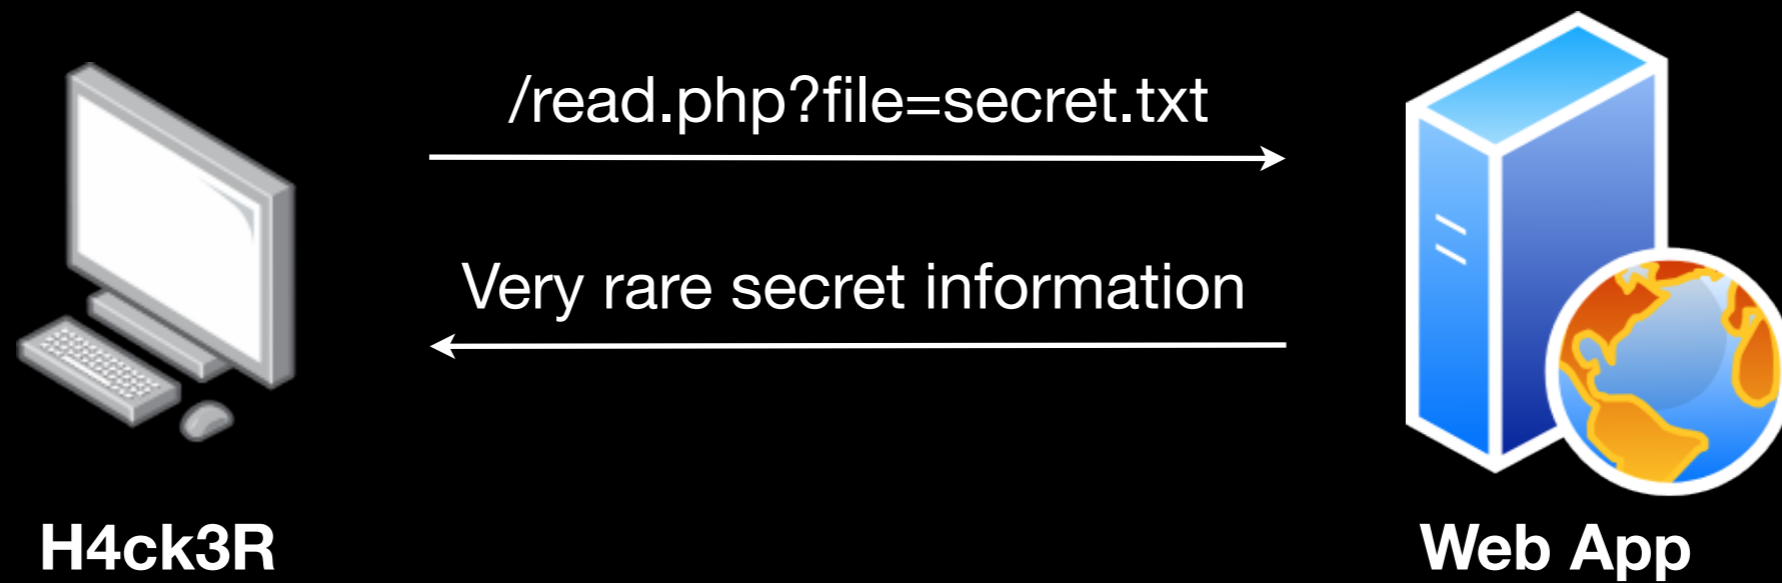 /read.php?file=secret.txt
Very rare secret information
H4ck3R
Web App